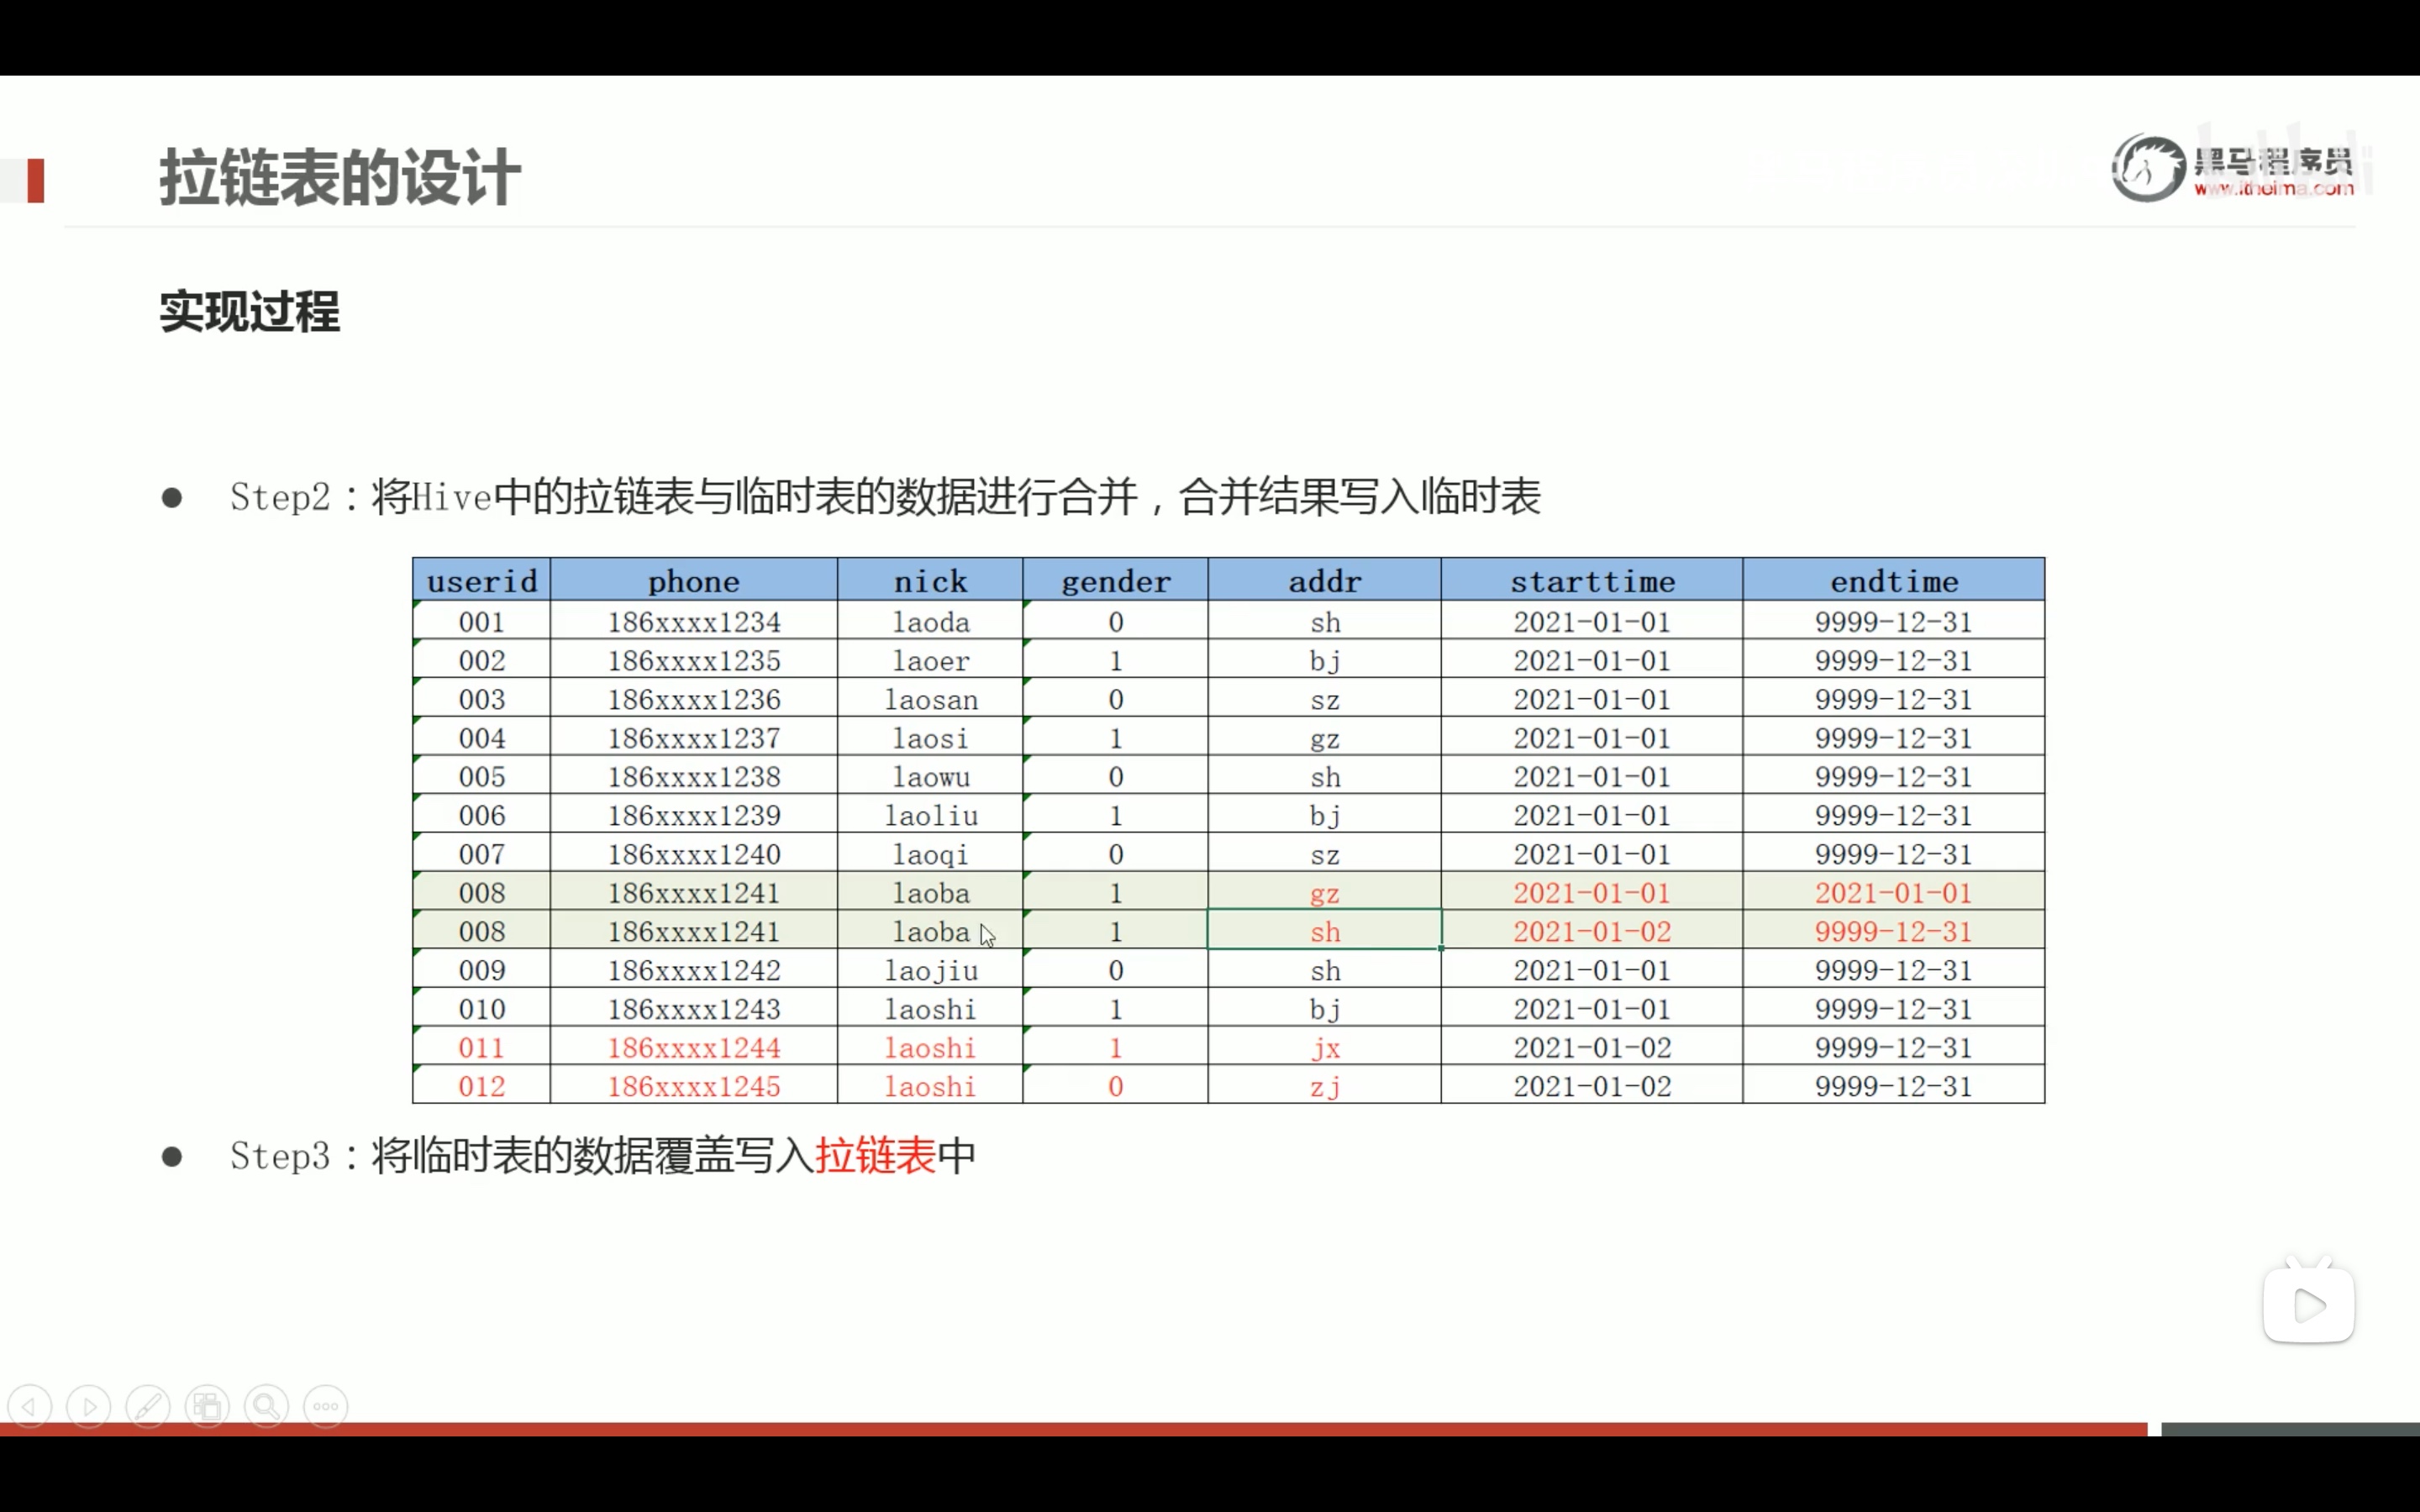 拉链表的设计
黑马程序员
www.itheima.com
实现过程
● Step2：将Hive中的拉链表与临时表的数据进行合并，合并结果写入临时表
userid phone nick gender addr starttime endtime
001 186xxxx1234 laoda 0 sh 2021-01-01 9999-12-31
002 186xxxx1235 laoer 1 bj 2021-01-01 9999-12-31
003 186xxxx1236 laosan 0 sz 2021-01-01 9999-12-31
004 186xxxx1237 laosi 1 gz 2021-01-01 9999-12-31
005 186xxxx1238 laowu 0 sh 2021-01-01 9999-12-31
006 186xxxx1239 laoliu 1 bj 2021-01-01 9999-12-31
007 186xxxx1240 laoqi 0 sz 2021-01-01 9999-12-31
008 186xxxx1241 laoba 1 gz 2021-01-01 2021-01-01
008 186xxxx1241 laoba 1 sh 2021-01-02 9999-12-31
009 186xxxx1242 laojiu 0 sh 2021-01-01 9999-12-31
010 186xxxx1243 laoshi 1 bj 2021-01-01 9999-12-31
011 186xxxx1244 laoshi 1 jx 2021-01-02 9999-12-31
012 186xxxx1245 laoshi 0 zj 2021-01-02 9999-12-31
● Step3：将临时表的数据覆盖写入拉链表中